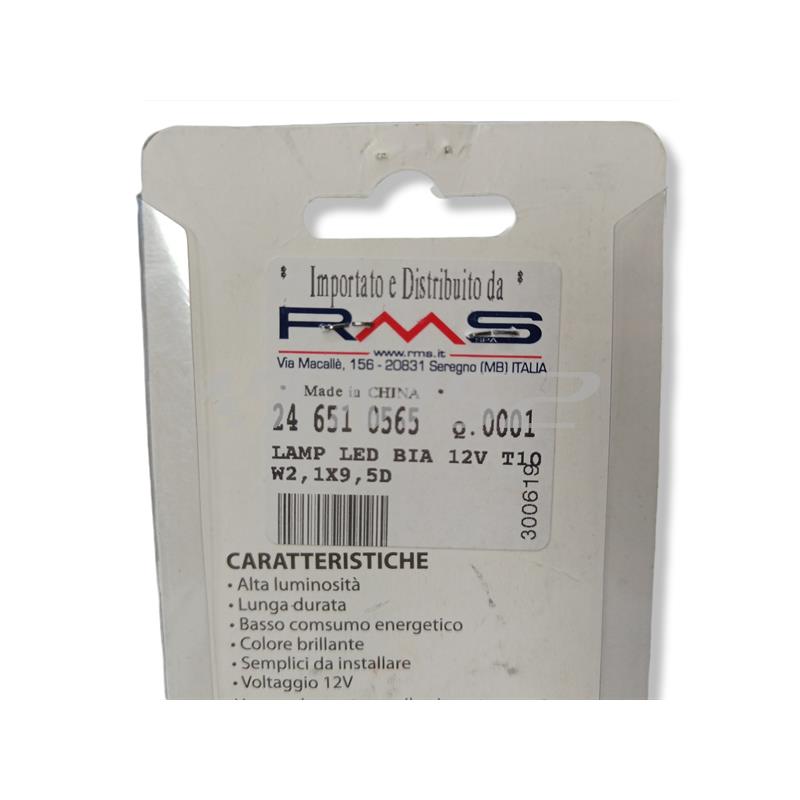 * Importato e Distribuito da *
RMS
SPA
www.rms.it
Via Macallè, 156 - 20831 Seregno (MB) ITALIA
* Made in CHINA *
24 651 0565 Q.0001
LAMP LED BIA 12V T10
W2,1X9,5D
300619
CARATTERISTICHE
• Alta luminosità
• Lunga durata
• Basso comsumo energetico
• Colore brillante
• Semplici da installare
• Voltaggio 12V